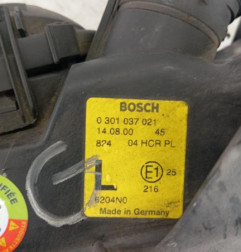 BOSCH
0 301 037 021
14.08.00 45
874 04 HCR PL
E1 25
L 216
6204N0
Made in Germany
IFIÉE